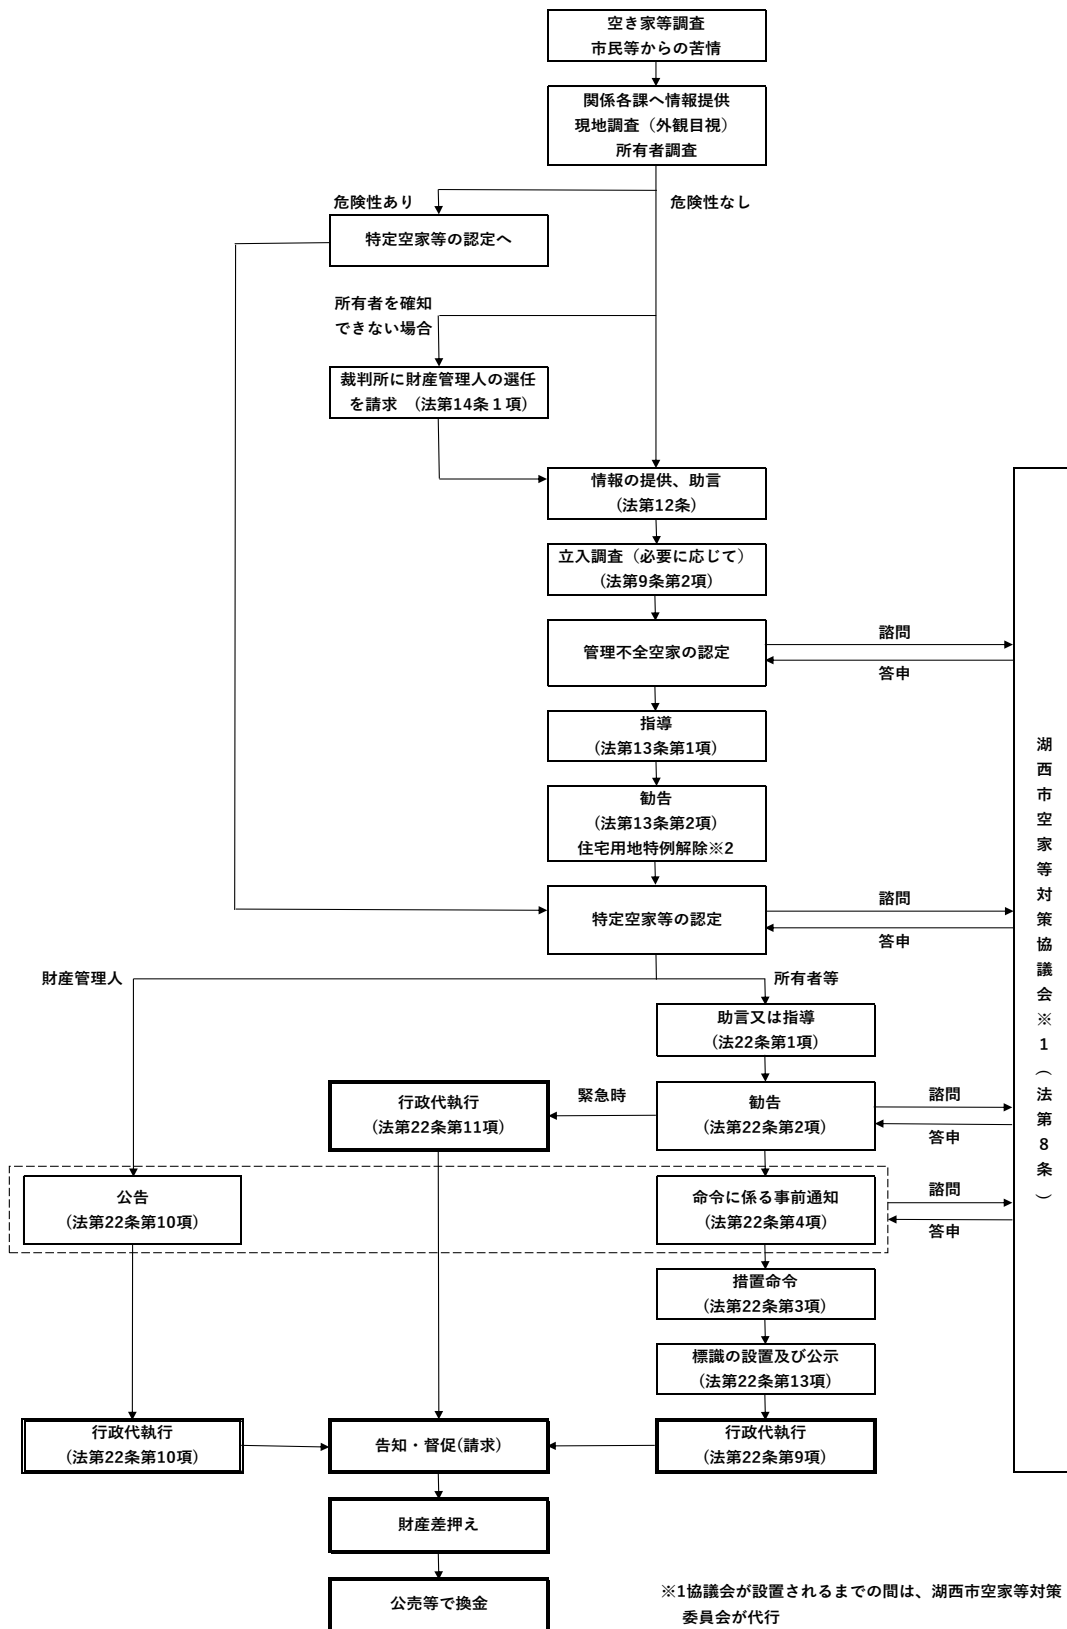 空き家等調査
市民等からの苦情
関係各課へ情報提供
現地調査（外観目視）
所有者調査
危険性あり
危険性なし
特定空家等の認定へ
所有者を確知
できない場合
裁判所に財産管理人の選任
を請求　(法第14条１項)
情報の提供、助言
(法第12条)
立入調査（必要に応じて）
(法第9条第2項)
管理不全空家の認定
諮問
答申
指導
(法第13条第1項)
勧告
(法第13条第2項)
住宅用地特例解除※2
特定空家等の認定
諮問
答申
財産管理人
所有者等
助言又は指導
(法22条第1項)
行政代執行
(法第22条第11項)
緊急時
勧告
(法第22条第2項)
諮問
答申
公告
(法第22条第10項)
命令に係る事前通知
(法第22条第4項)
諮問
答申
措置命令
(法第22条第3項)
標識の設置及び公示
(法第22条第13項)
行政代執行
(法第22条第10項)
告知・督促(請求)
行政代執行
(法第22条第9項)
財産差押え
公売等で換金
湖西市空家等対策協議会※1（法第8条）
※1協議会が設置されるまでの間は、湖西市空家等対策
委員会が代行